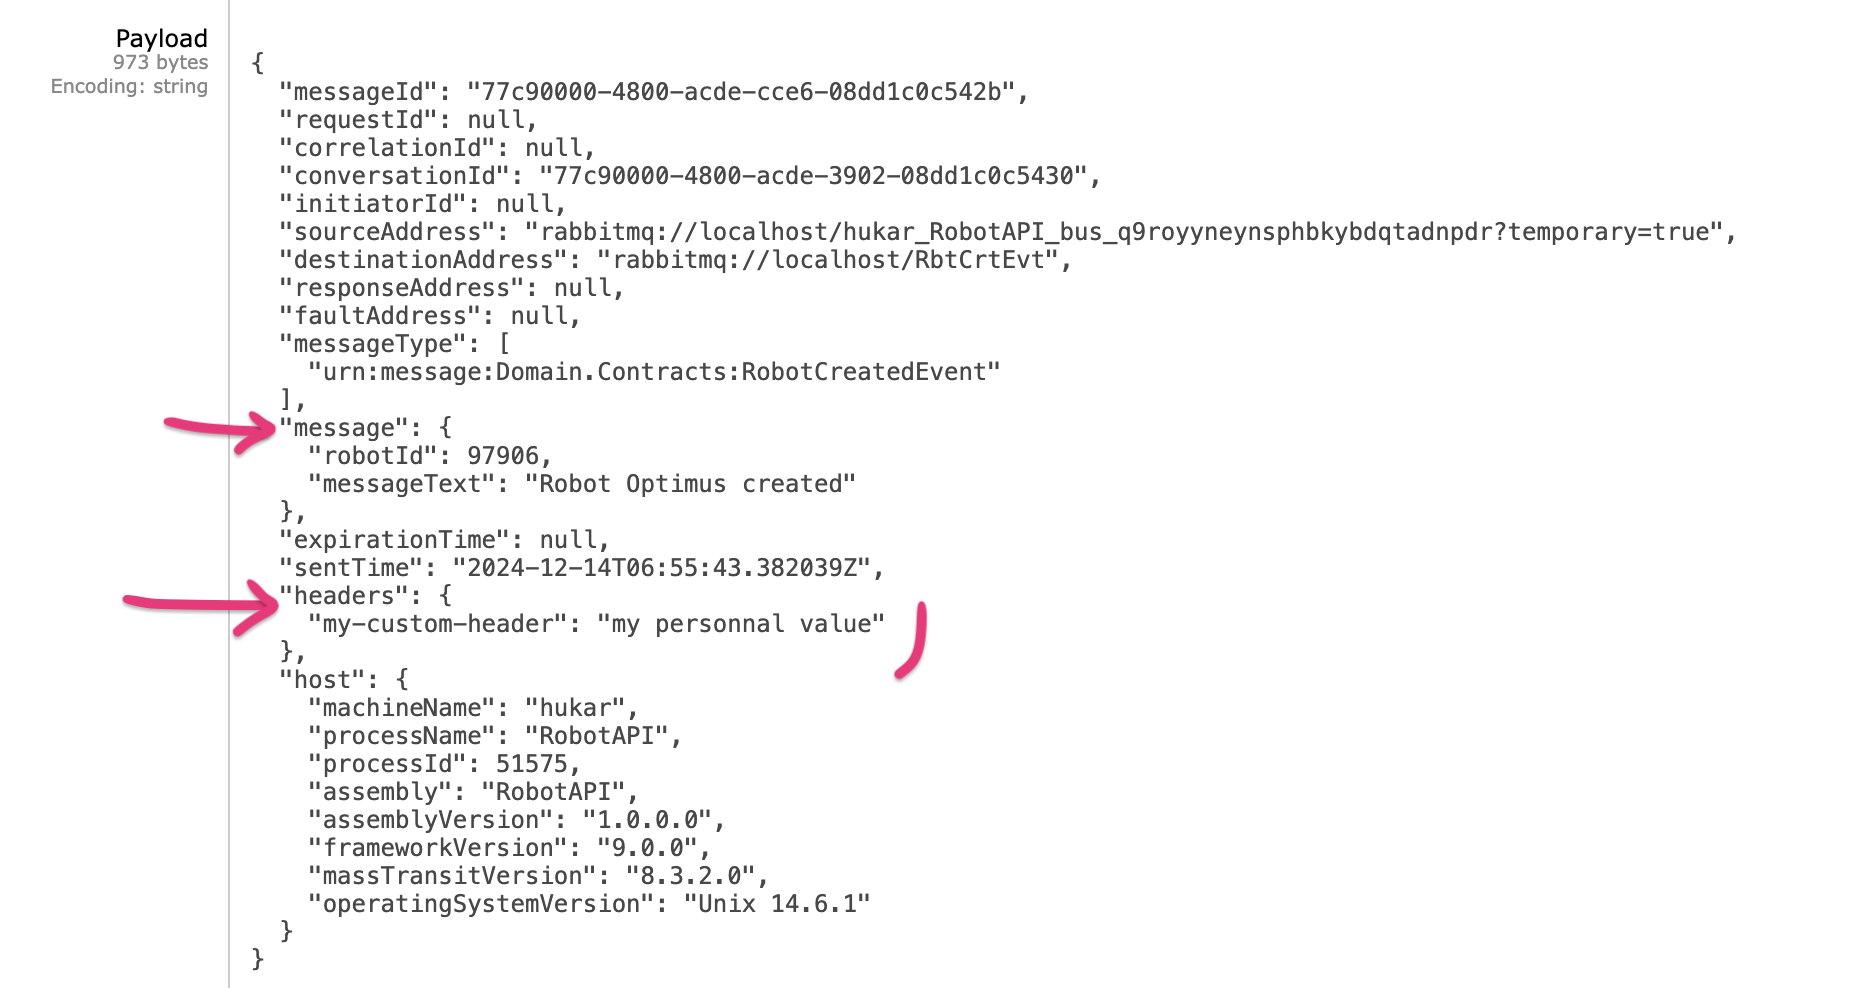 Payload
973 bytes
Encoding: string
{
"messageId": "77c90000-4800-acde-cce6-08dd1c0c542b",
"requestId": null,
"correlationId": null,
"conversationId": "77c90000-4800-acde-3902-08dd1c0c5430",
"initiatorId": null,
"sourceAddress": "rabbitmq://localhost/hukar_RobotAPI_bus_q9royyneynsphbkybdqtadnpdr?temporary=true",
"destinationAddress": "rabbitmq://localhost/RbtCrtEvt",
"responseAddress": null,
"faultAddress": null,
"messageType": [
"urn:message:Domain.Contracts:RobotCreatedEvent"
],
"message": {
"robotId": 97906,
"messageText": "Robot Optimus created"
},
"expirationTime": null,
"sentTime": "2024-12-14T06:55:43.382039Z",
"headers": {
"my-custom-header": "my personnal value"
},
"host": {
"machineName": "hukar",
"processName": "RobotAPI",
"processId": 51575,
"assembly": "RobotAPI",
"assemblyVersion": "1.0.0.0",
"frameworkVersion": "9.0.0",
"massTransitVersion": "8.3.2.0",
"operatingSystemVersion": "Unix 14.6.1"
}
}